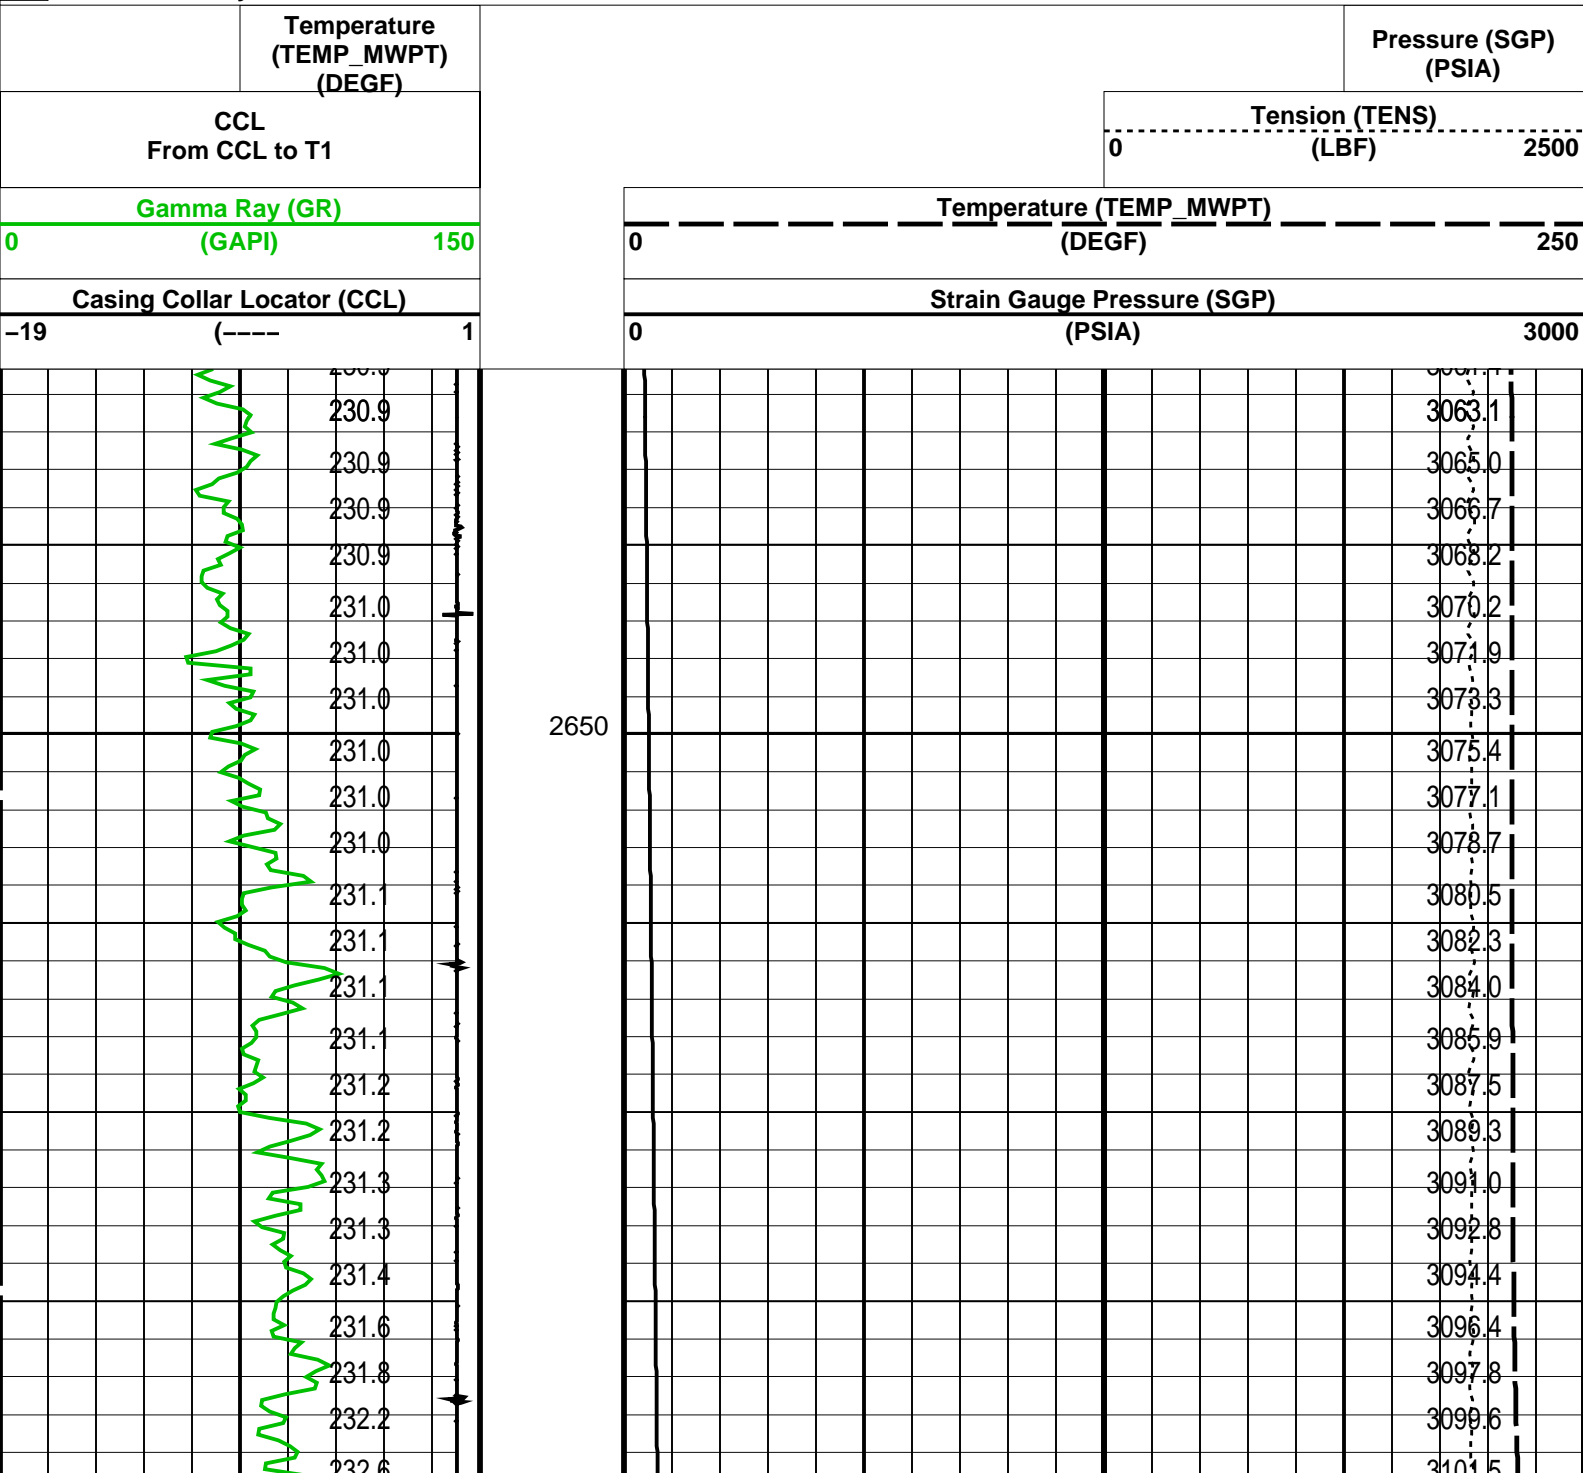 Temperature
(TEMP_MWPT)
(DEGF)
Pressure (SGP)
(PSIA)
CCL
From CCL to T1
Tension (TENS)
0 (LBF) 2500
Gamma Ray (GR)
0 (GAPI) 150
Temperature (TEMP_MWPT)
0 (DEGF) 250
Casing Collar Locator (CCL)
−19 (−−−− 1
Strain Gauge Pressure (SGP)
0 (PSIA) 3000
230.9 3063.1
230.9 3065.0
230.9 3066.7
230.9 3068.2
231.0 3070.2
231.0 3071.9
231.0 3073.3
2650
231.0 3075.4
231.0 3077.1
231.0 3078.7
231.1 3080.5
231.1 3082.3
231.1 3084.0
231.1 3085.9
231.2 3087.5
231.2 3089.3
231.3 3091.0
231.3 3092.8
231.4 3094.4
231.6 3096.4
231.8 3097.8
232.2 3099.6
232.6 3101.5